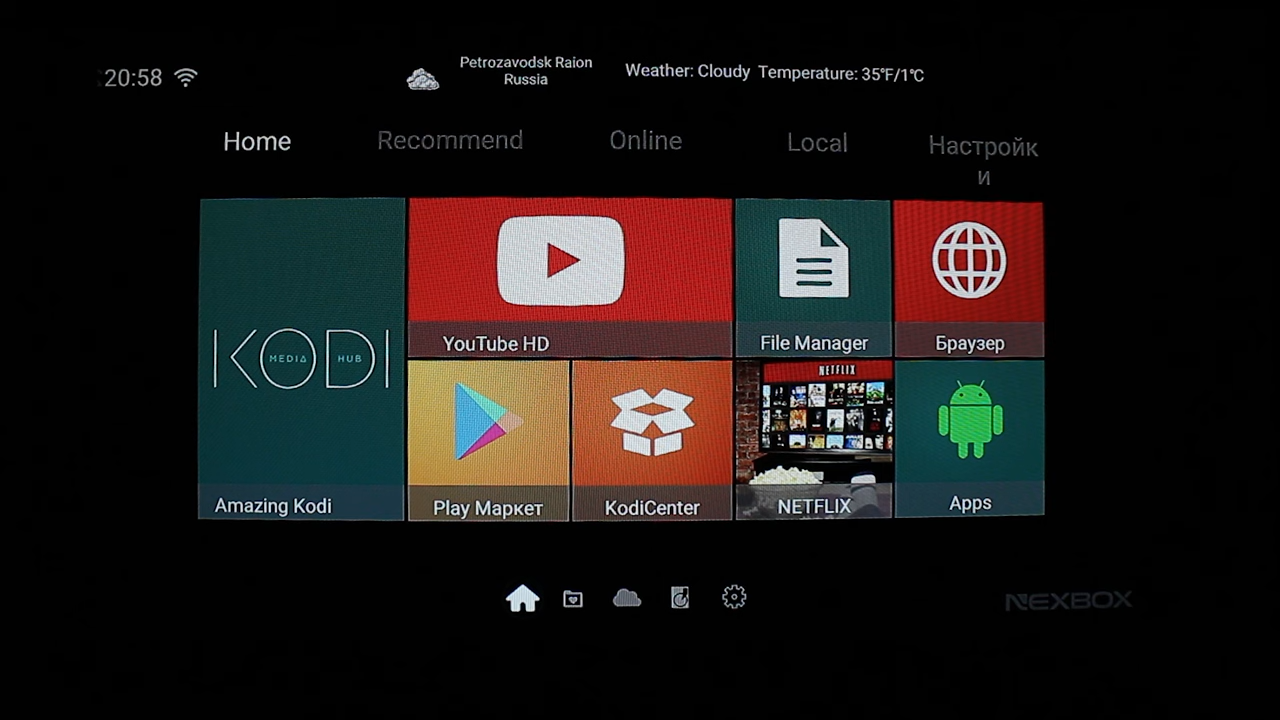 20:58
Petrozavodsk Raion
Russia
Weather: Cloudy Temperature: 35℉/1℃
Home
Recommend
Online
Local
Настройк
и
KODI
MEDIA HUB
Amazing Kodi
YouTube HD
File Manager
Браузер
Play Маркет
KodiCenter
NETFLIX
NETFLIX
Apps
NEXBOX